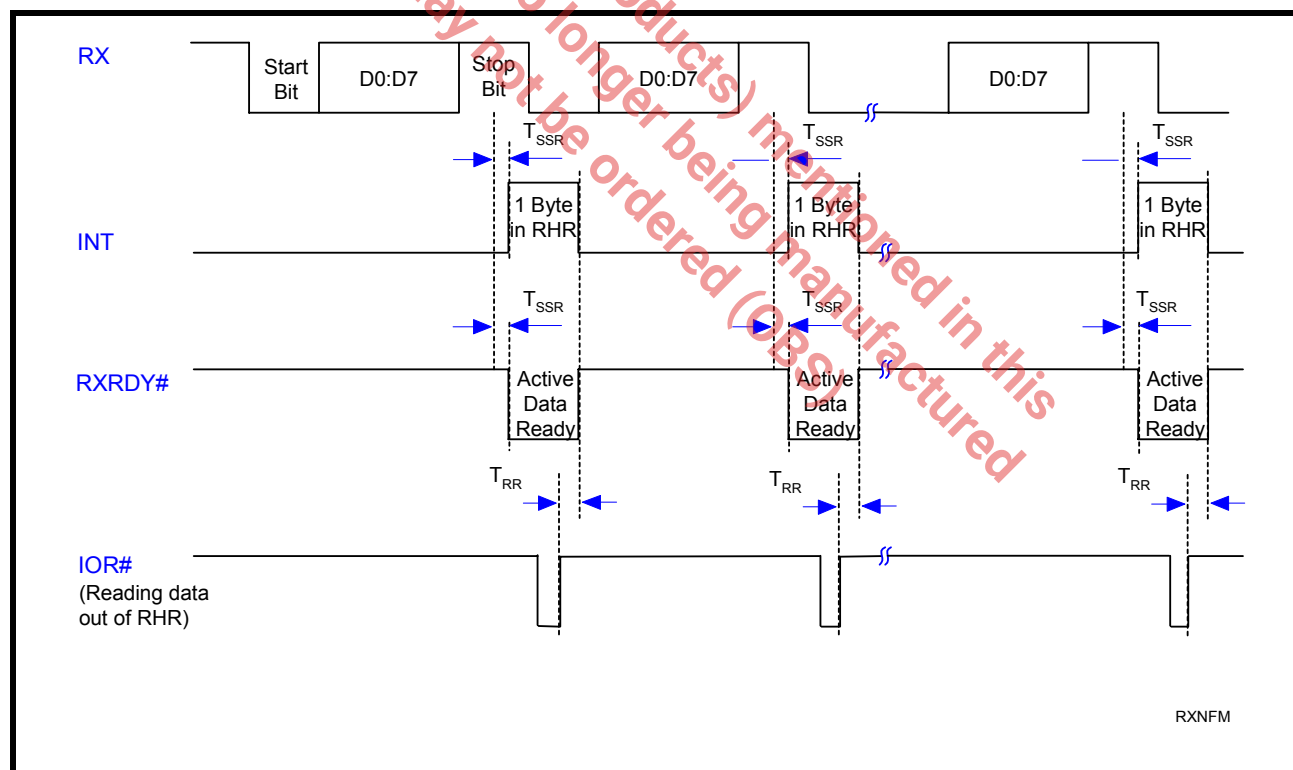 RX
Start
Bit
D0:D7
Stop
Bit
D0:D7
D0:D7
TSSR
TSSR
TSSR
INT
1 Byte
in RHR
1 Byte
in RHR
1 Byte
in RHR
TSSR
TSSR
TSSR
RXRDY#
Active
Data
Ready
Active
Data
Ready
Active
Data
Ready
TRR
TRR
TRR
IOR#
(Reading data
out of RHR)
RXNFM
ducts) mentioned in this
longer being manufactured
may not be ordered (OBS)